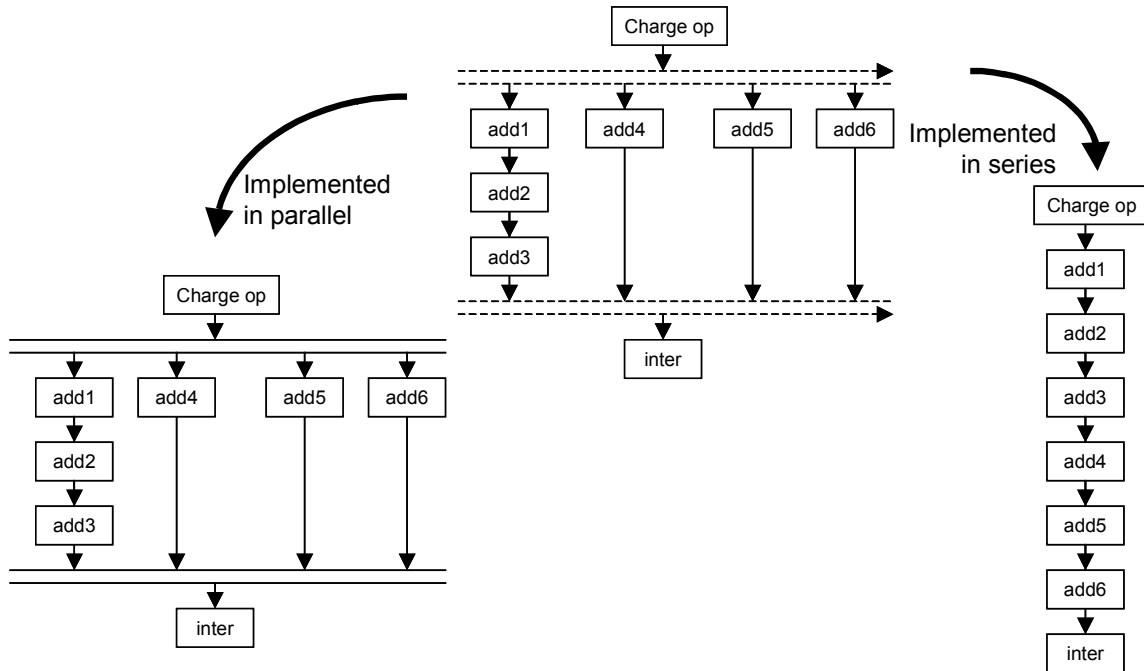 Charge op
add1
add4
add5
add6
Implemented
in series
add2
add3
inter
Implemented
in parallel
Charge op
add1
add4
add5
add6
add2
add3
inter
Charge op
add1
add2
add3
add4
add5
add6
inter